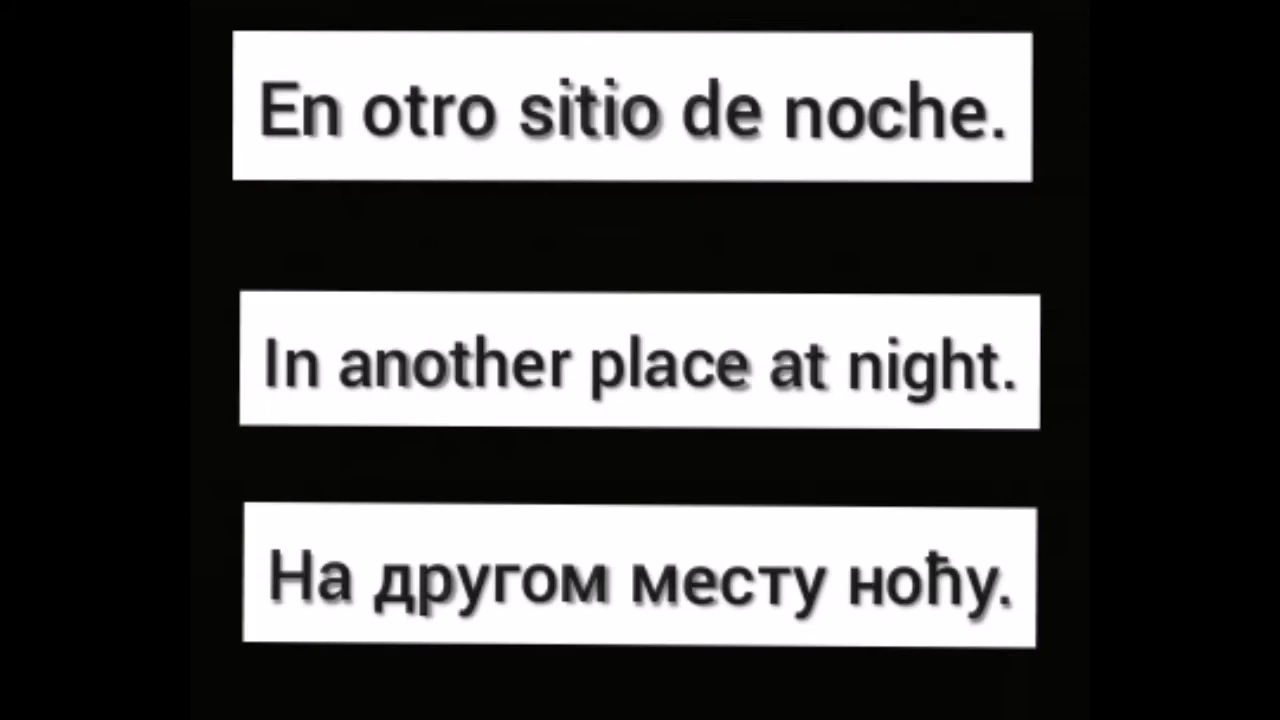 En otro sitio de noche.
In another place at night.
На другом месту ноћу.